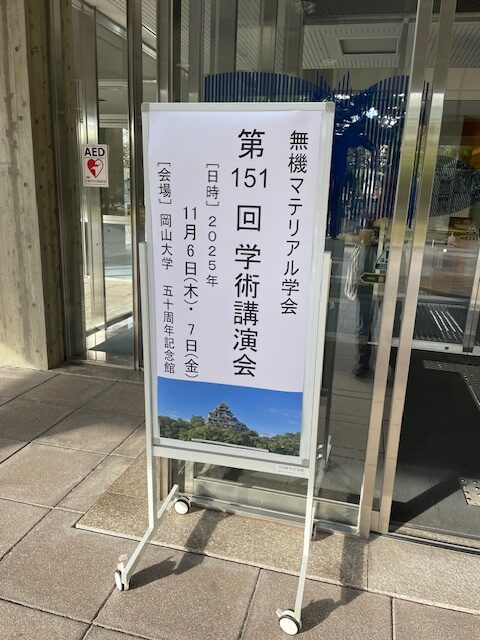 無機マテリアル学会
第151回 学術講演会
[日時] 2025年
11月6日(木)・7日(金)
[会場] 岡山大学 五十周年記念館
AED